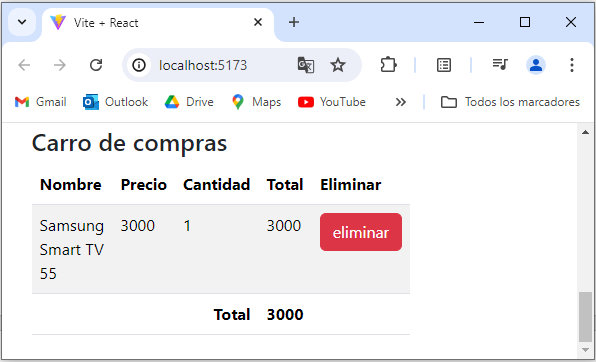 Vite + React
localhost:5173
Gmail Outlook Drive Maps YouTube Todos los marcadores
Carro de compras
Nombre Precio Cantidad Total Eliminar
Samsung 3000 1 3000 eliminar
Smart TV
55
Total 3000